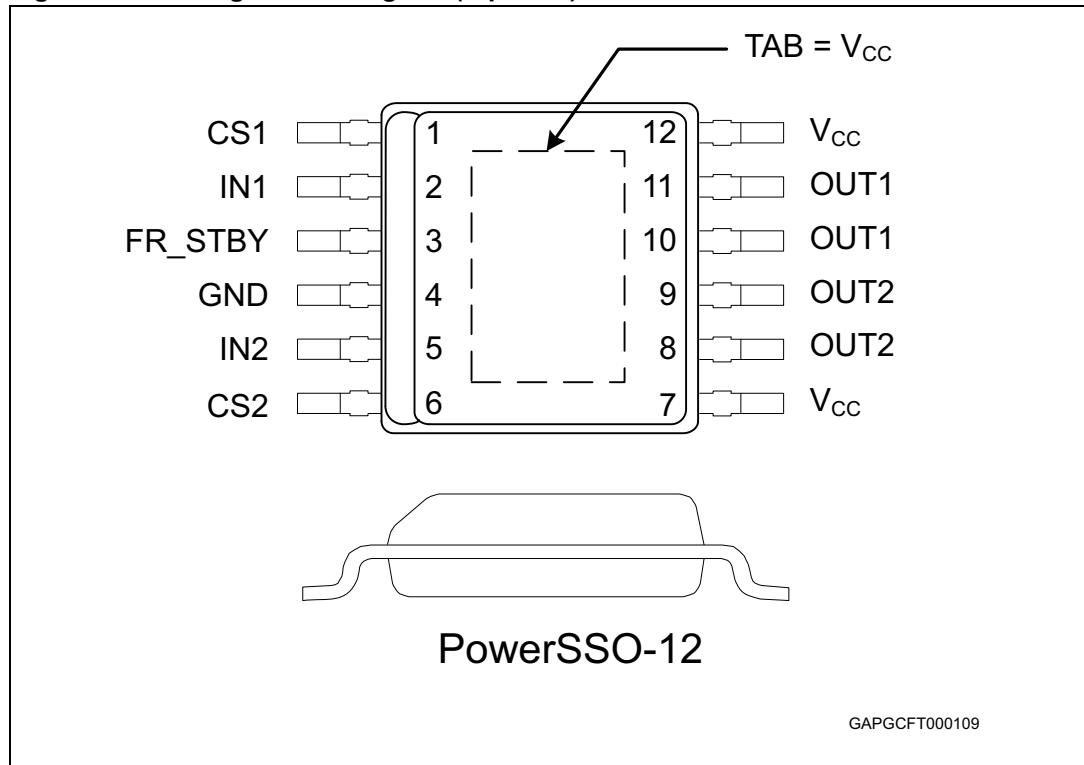 TAB = VCC
CS1 1 12 VCC
IN1 2 11 OUT1
FR_STBY 3 10 OUT1
GND 4 9 OUT2
IN2 5 8 OUT2
CS2 6 7 VCC
PowerSSO-12
GAPGCFT000109